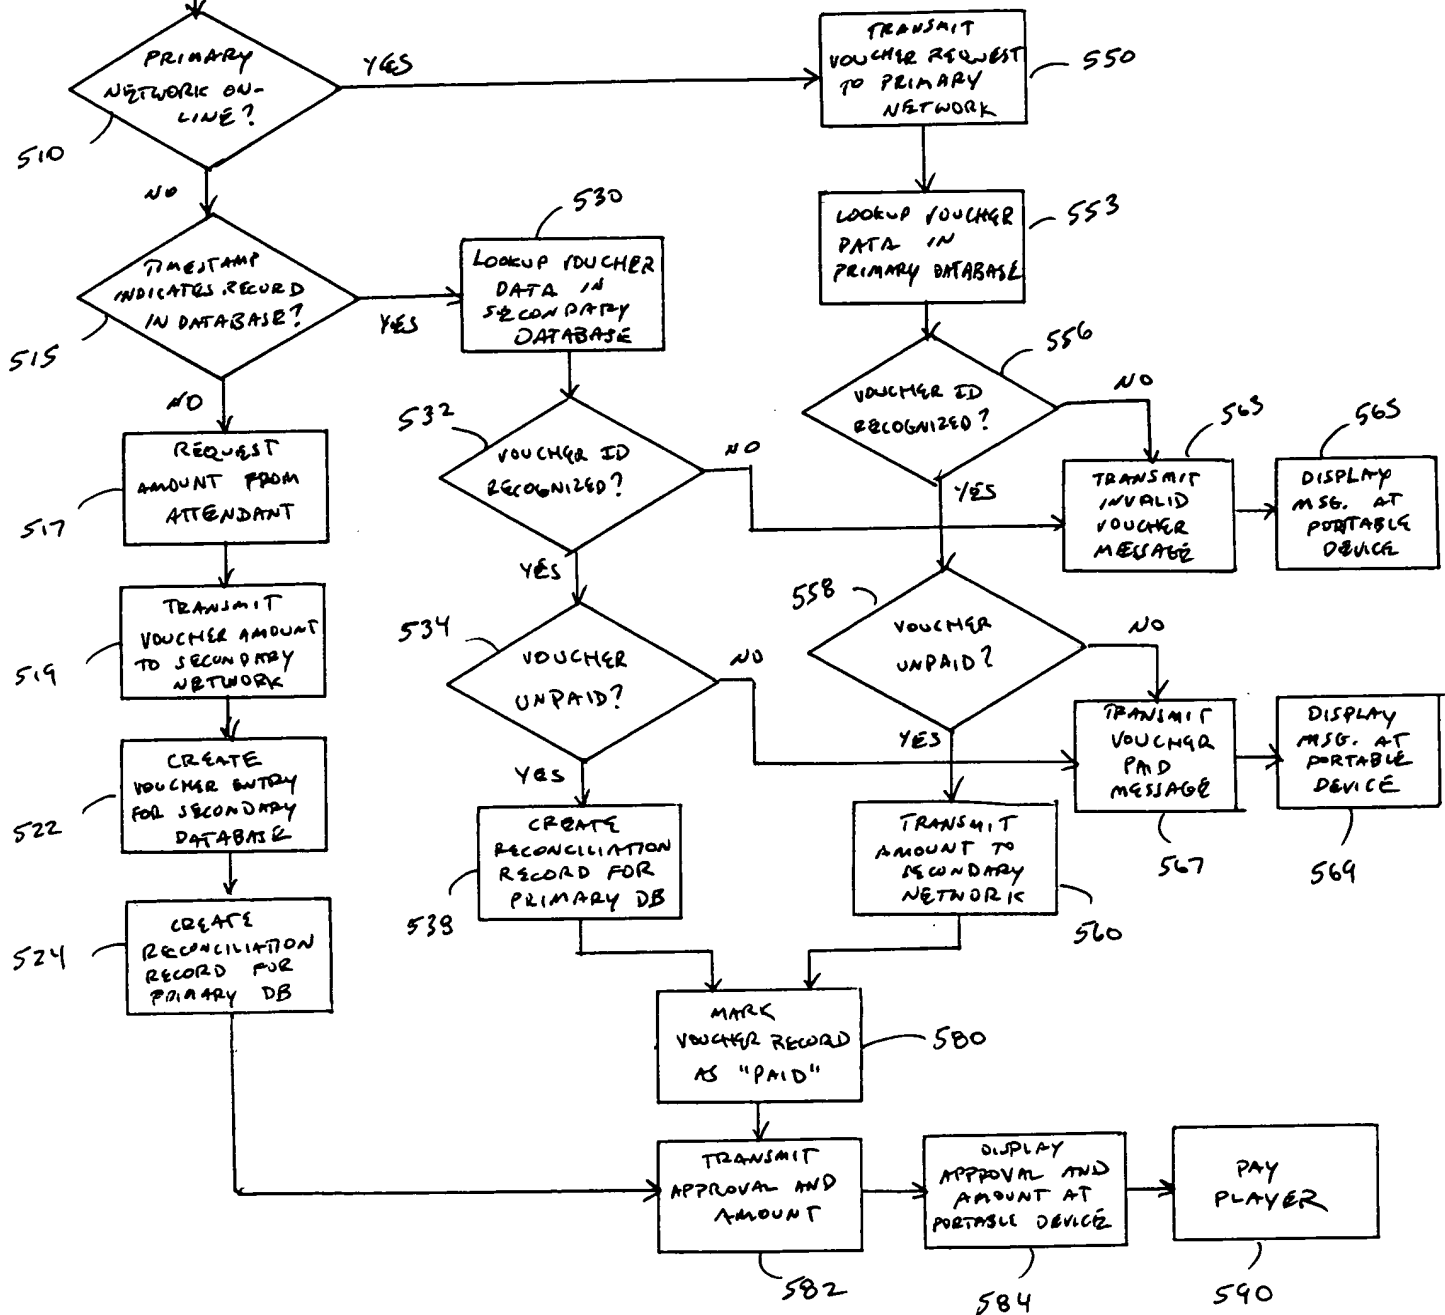 PRIMARY
NETWORK ON-
LINE?
510
YES
NO
TRANSMIT
VOUCHER REQUEST
TO PRIMARY
NETWORK
550
TIMESTAMP
INDICATES RECORD
IN DATABASE?
515
YES
NO
LOOKUP VOUCHER
DATA IN
SECONDARY
DATABASE
530
LOOKUP VOUCHER
DATA IN
PRIMARY DATABASE
553
REQUEST
AMOUNT FROM
ATTENDANT
517
VOUCHER ID
RECOGNIZED?
532
NO
YES
VOUCHER ID
RECOGNIZED?
556
NO
YES
TRANSMIT
INVALID
VOUCHER
MESSAGE
563
DISPLAY
MSG. AT
PORTABLE
DEVICE
565
TRANSMIT
VOUCHER AMOUNT
TO SECONDARY
NETWORK
519
VOUCHER
UNPAID?
534
NO
YES
VOUCHER
UNPAID?
558
NO
YES
TRANSMIT
VOUCHER
PAID
MESSAGE
567
DISPLAY
MSG. AT
PORTABLE
DEVICE
569
CREATE
VOUCHER ENTRY
FOR SECONDARY
DATABASE
522
CREATE
RECONCILIATION
RECORD FOR
PRIMARY DB
538
TRANSMIT
AMOUNT TO
SECONDARY
NETWORK
560
CREATE
RECONCILIATION
RECORD FOR
PRIMARY DB
524
MARK
VOUCHER RECORD
AS "PAID"
580
TRANSMIT
APPROVAL AND
AMOUNT
582
DISPLAY
APPROVAL AND
AMOUNT AT
PORTABLE DEVICE
584
PAY
PLAYER
590